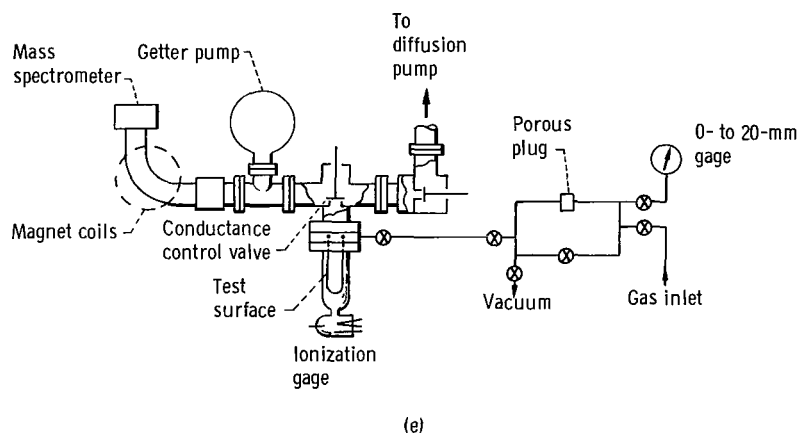 Mass
spectrometer
Getter pump
To
diffusion
pump
Porous
plug
0- to 20-mm
gage
Magnet coils
Conductance
control valve
Test
surface
Vacuum
Gas inlet
Ionization
gage
(e)